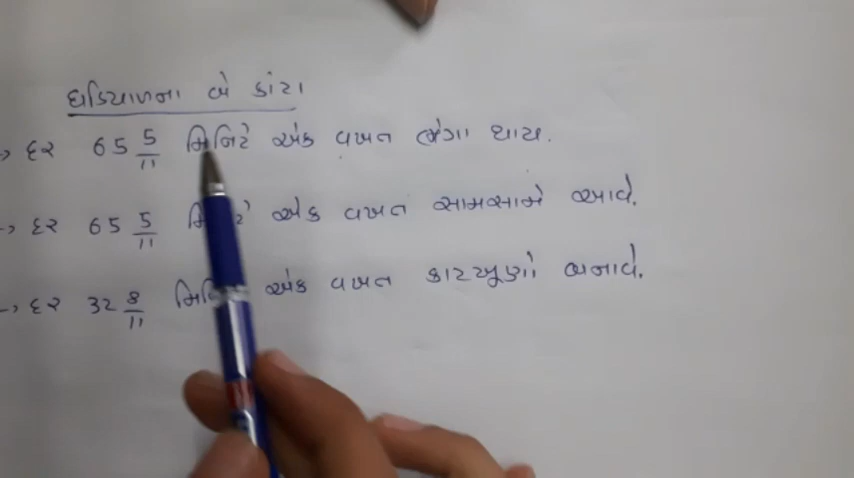 ઘડિયાળના બે કાંટા
→ દર 65 5/11 મિનિટે એક વખત ભેગા થાય.
→ દર 65 5/11 એક વખત સામસામે આવે.
→ દર 32 8/11 એક વખત કાટખૂણો બનાવે.